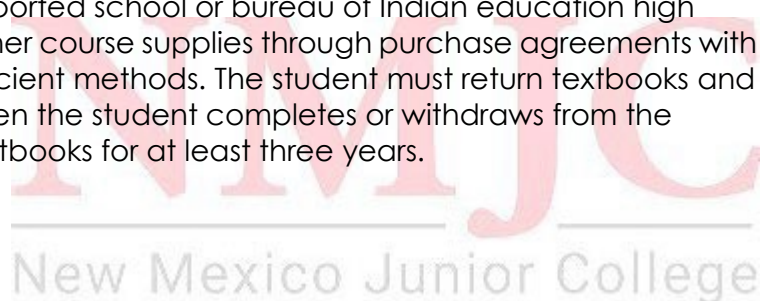 ported school or bureau of Indian education high
ner course supplies through purchase agreements with
cient methods. The student must return textbooks and
en the student completes or withdraws from the
tbooks for at least three years.
NMJC
New Mexico Junior College